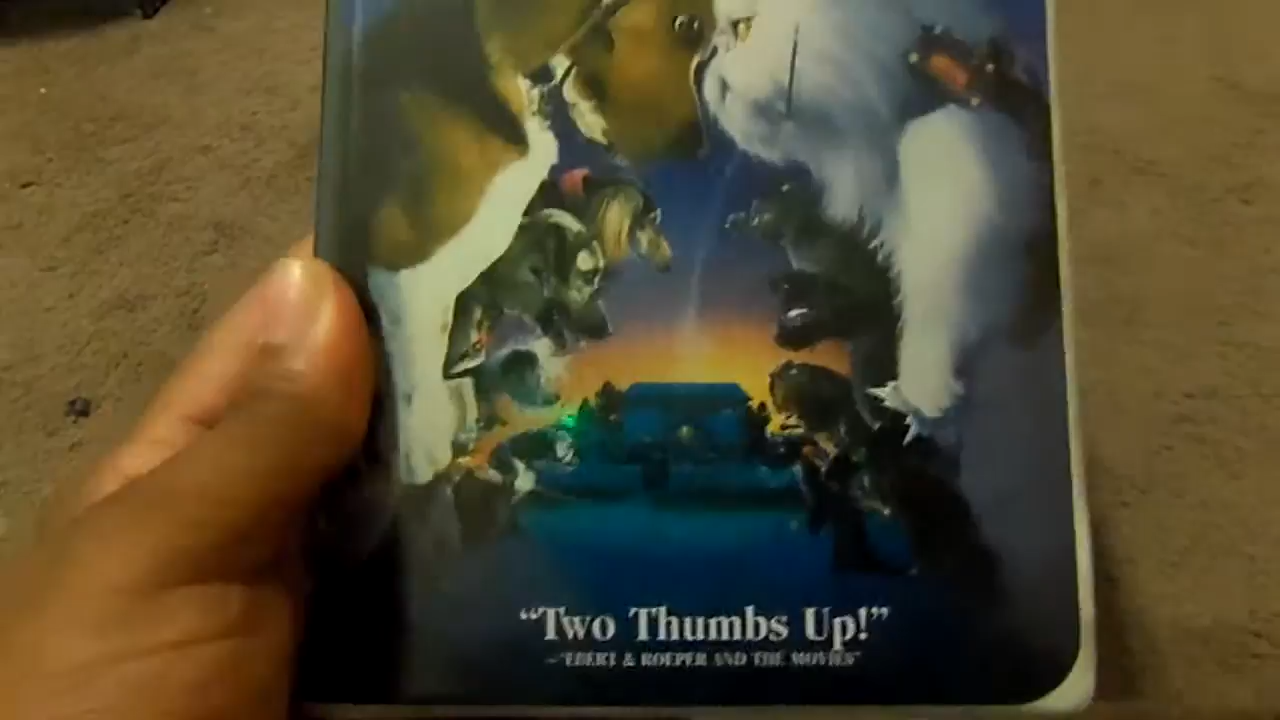 “Two Thumbs Up!”
–“EBERT & ROEPER AND THE MOVIES”